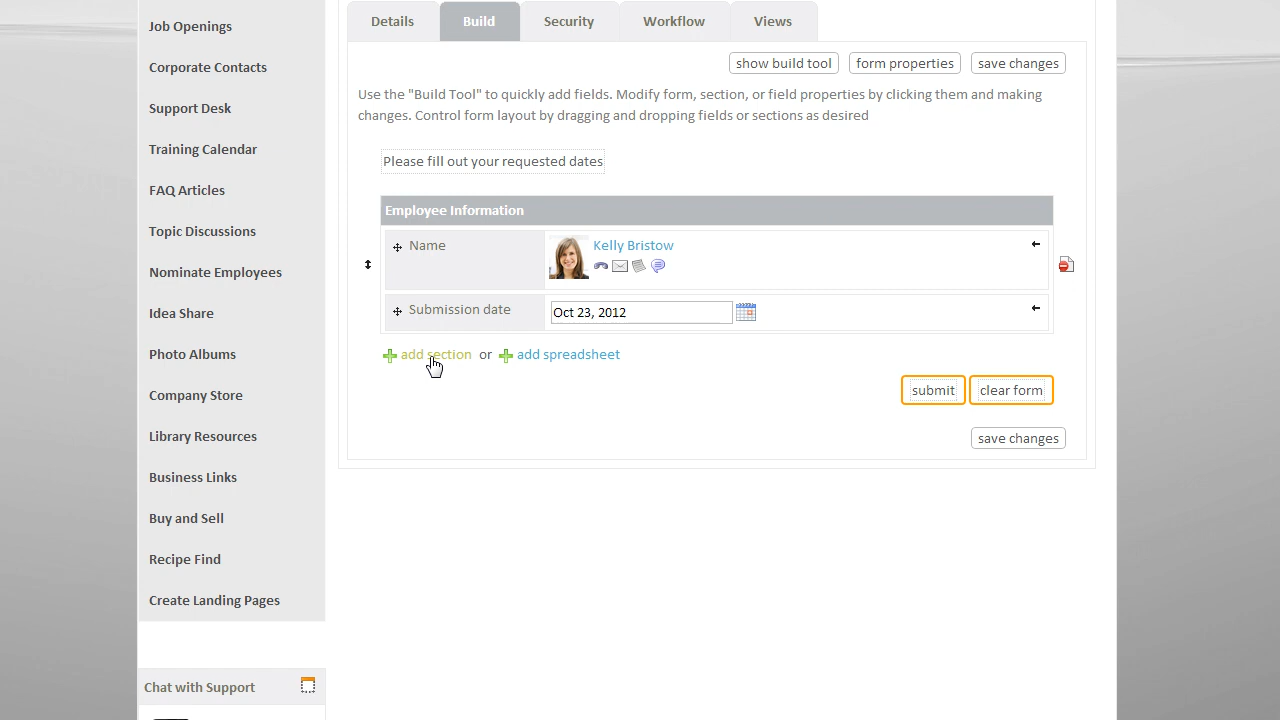 Job Openings
Corporate Contacts
Support Desk
Training Calendar
FAQ Articles
Topic Discussions
Nominate Employees
Idea Share
Photo Albums
Company Store
Library Resources
Business Links
Buy and Sell
Recipe Find
Create Landing Pages
Chat with Support
Details Build Security Workflow Views
show build tool form properties save changes
Use the "Build Tool" to quickly add fields. Modify form, section, or field properties by clicking them and making
changes. Control form layout by dragging and dropping fields or sections as desired
Please fill out your requested dates
Employee Information
Name Kelly Bristow
Submission date Oct 23, 2012
add section or add spreadsheet
submit clear form
save changes